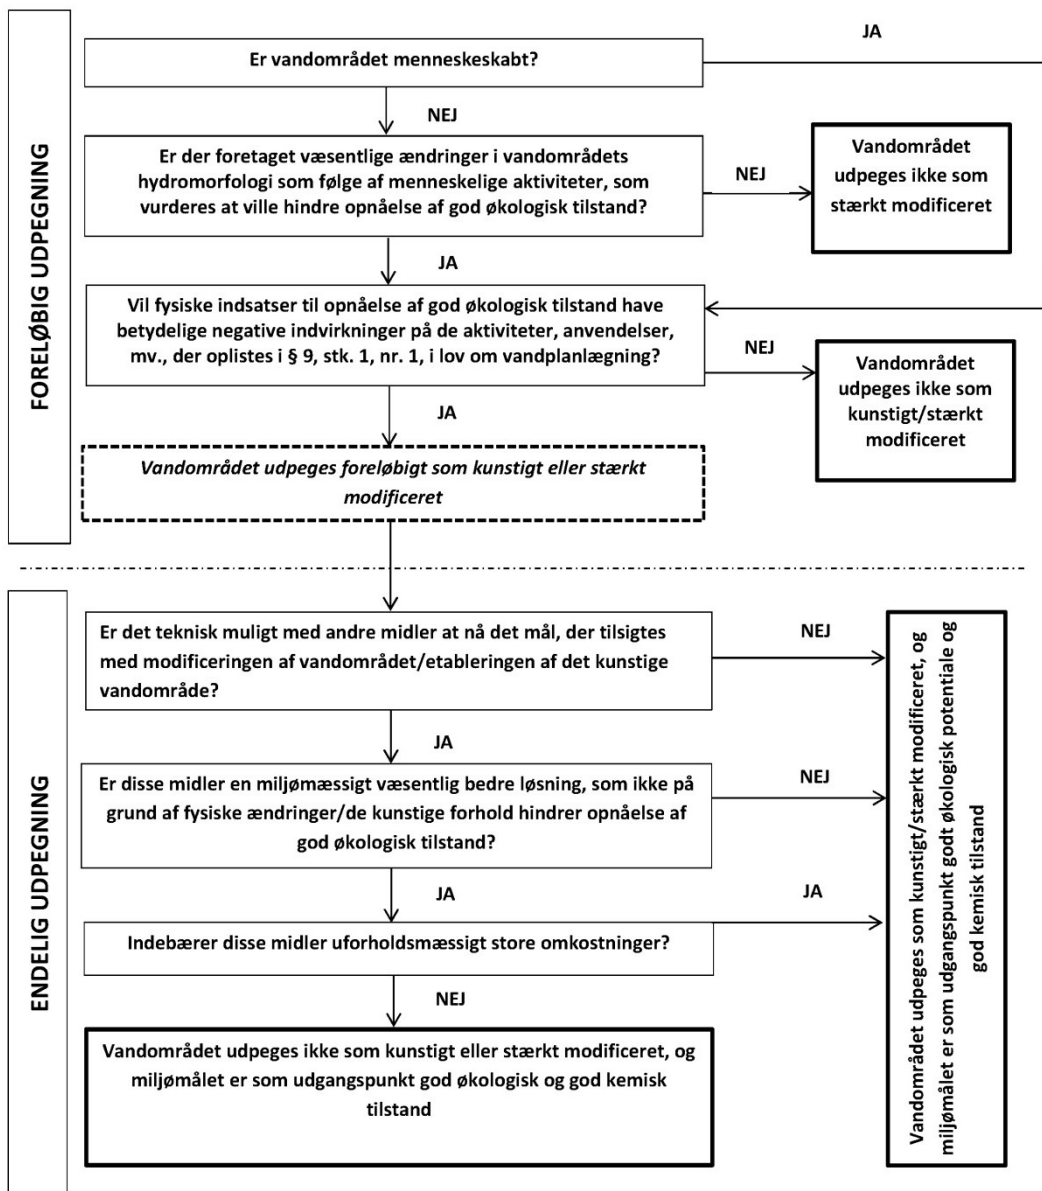 FORELØBIG UDPEGNING
Er vandområdet menneskeskabt?
JA
NEJ
Er der foretaget væsentlige ændringer i vandområdets
hydromorfologi som følge af menneskelige aktiviteter, som
vurderes at ville hindre opnåelse af god økologisk tilstand?
NEJ
Vandområdet
udpeges ikke som
stærkt modificeret
JA
Vil fysiske indsatser til opnåelse af god økologisk tilstand have
betydelige negative indvirkninger på de aktiviteter, anvendelser,
mv., der oplistes i § 9, stk. 1, nr. 1, i lov om vandplanlægning?
NEJ
Vandområdet
udpeges ikke som
kunstigt/stærkt
modificeret
JA
Vandområdet udpeges foreløbigt som kunstigt eller stærkt
modificeret
ENDELIG UDPEGNING
Er det teknisk muligt med andre midler at nå det mål, der tilsigtes
med modificeringen af vandområdet/etableringen af det kunstige
vandområde?
NEJ
JA
Er disse midler en miljømæssigt væsentlig bedre løsning, som ikke på
grund af fysiske ændringer/de kunstige forhold hindrer opnåelse af
god økologisk tilstand?
NEJ
JA
Indebærer disse midler uforholdsmæssigt store omkostninger?
JA
NEJ
Vandområdet udpeges ikke som kunstigt eller stærkt modificeret, og
miljømålet er som udgangspunkt god økologisk og god kemisk
tilstand
Vandområdet udpeges som kunstigt/stærkt modificeret, og
miljømålet er som udgangspunkt godt økologisk potentiale og
god kemisk tilstand